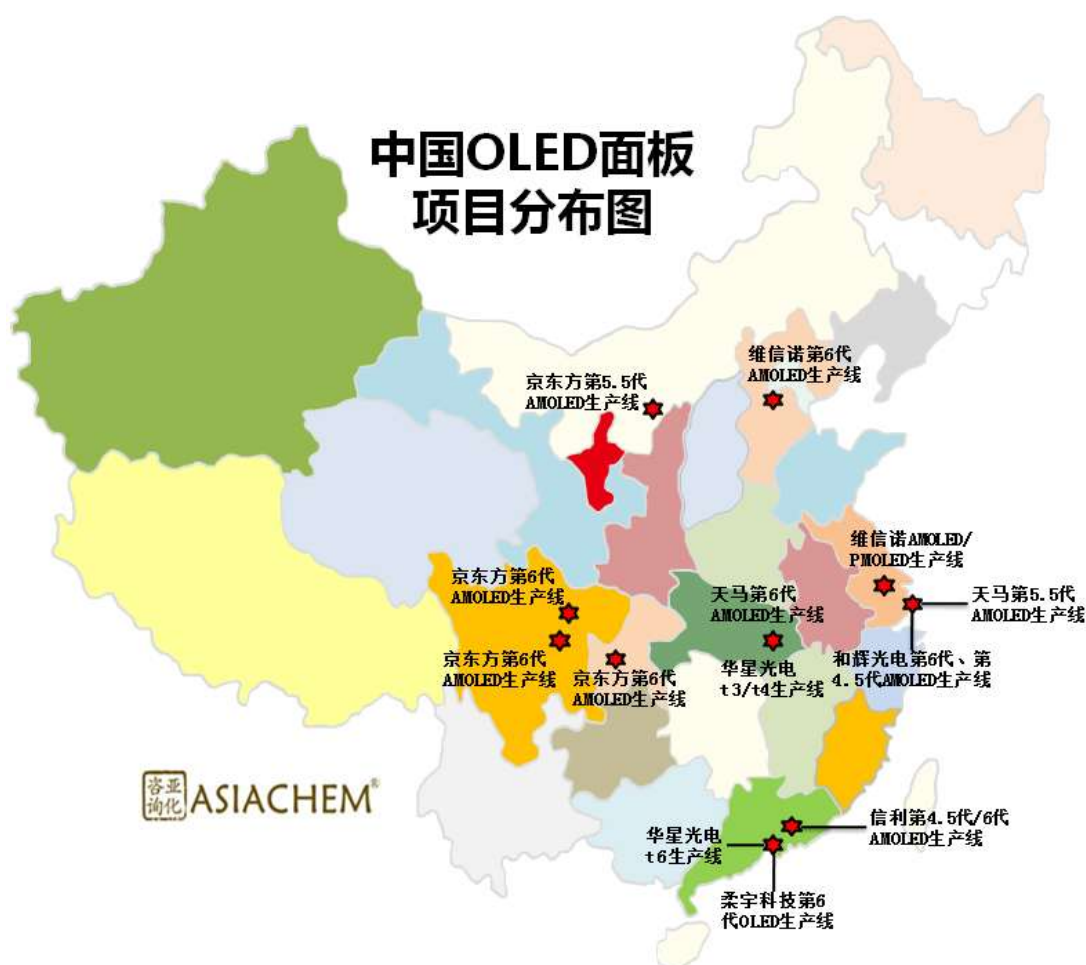 中国OLED面板
项目分布图
维信诺第6代
AMOLED生产线
京东方第5.5代
AMOLED生产线
维信诺AMOLED/
PMOLED生产线
京东方第6代
AMOLED生产线
天马第6代
AMOLED生产线
天马第5.5代
AMOLED生产线
京东方第6代
AMOLED生产线
京东方第6代
AMOLED生产线
华星光电
t3/t4生产线
和辉光电第6代、第
4.5代AMOLED生产线
咨询亚化
ASIACHEM®
信利第4.5代/6代
AMOLED生产线
华星光电
t6生产线
柔宇科技第6
代OLED生产线